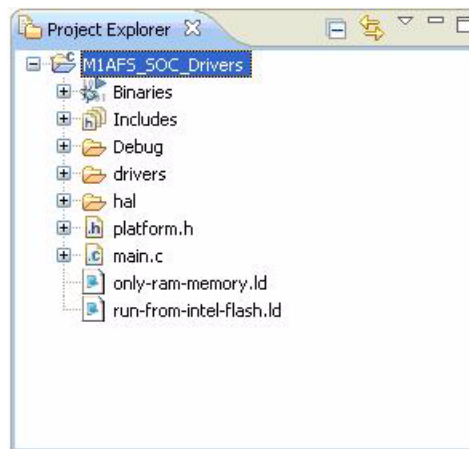 Project Explorer
M1AFS_SOC_Drivers
Binaries
Includes
Debug
drivers
hal
platform.h
main.c
only-ram-memory.ld
run-from-intel-flash.ld